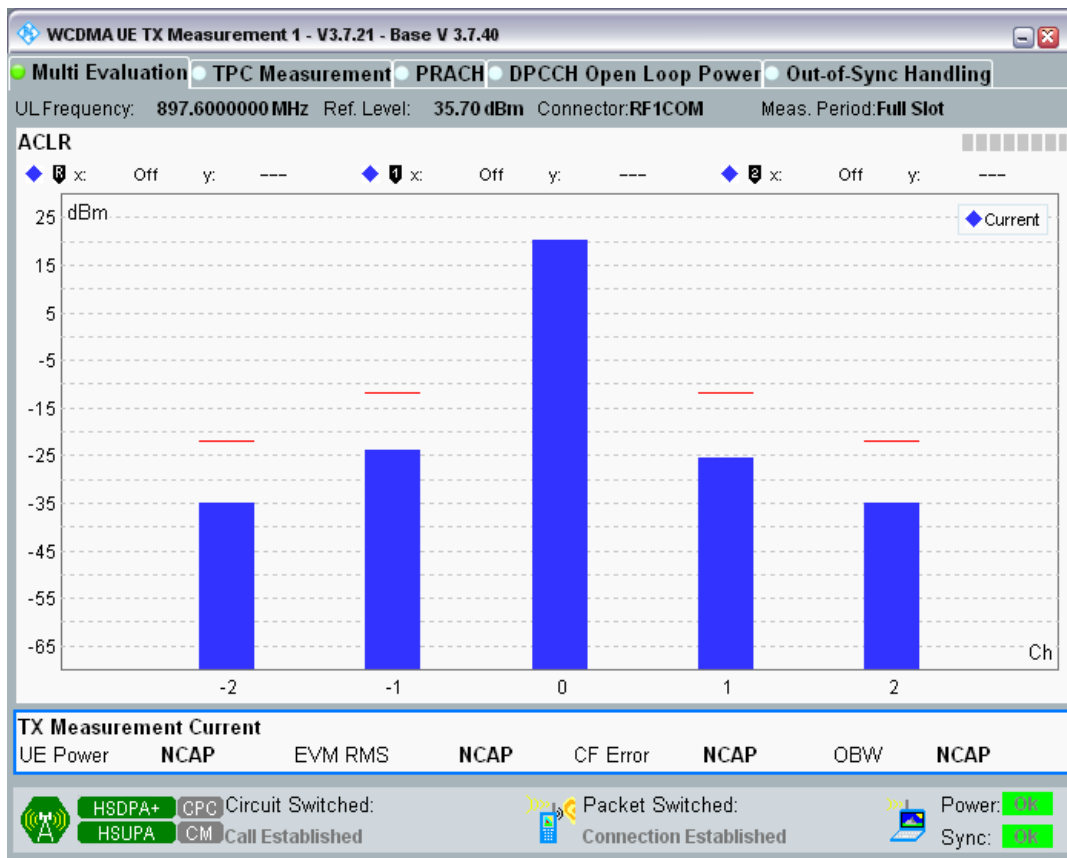 WCDMA UE TX Measurement 1 - V3.7.21 - Base V 3.7.40
Multi Evaluation TPC Measurement PRACH DPCCH Open Loop Power Out-of-Sync Handling
UL Frequency: 897.6000000 MHz Ref. Level: 35.70 dBm Connector:RF1COM Meas. Period:Full Slot
ACLR
R x: Off y: --- 1 x: Off y: --- 2 x: Off y: ---
dBm
Current
25
15
5
-5
-15
-25
-35
-45
-55
-65
Ch
-2 -1 0 1 2
TX Measurement Current
UE Power NCAP EVM RMS NCAP CF Error NCAP OBW NCAP
HSDPA+ CPC Circuit Switched: Packet Switched: Power: Ok
HSUPA CM Call Established Connection Established Sync: Ok